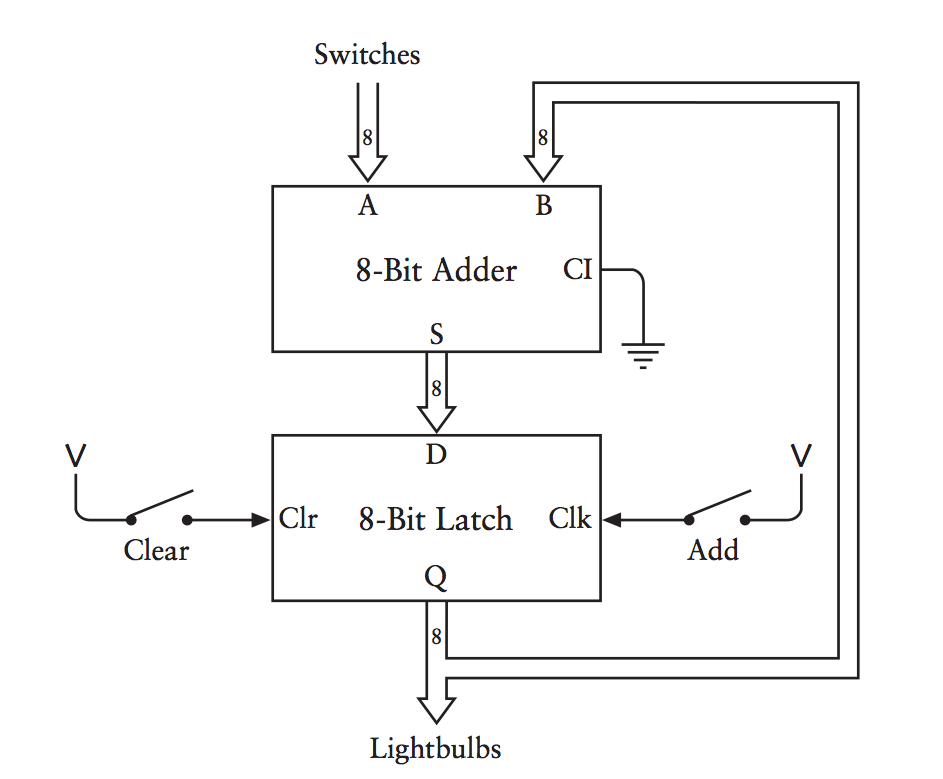 Switches
8
8
A
B
8-Bit Adder
CI
S
8
V
V
D
Clr
8-Bit Latch
Clk
Clear
Add
Q
8
Lightbulbs